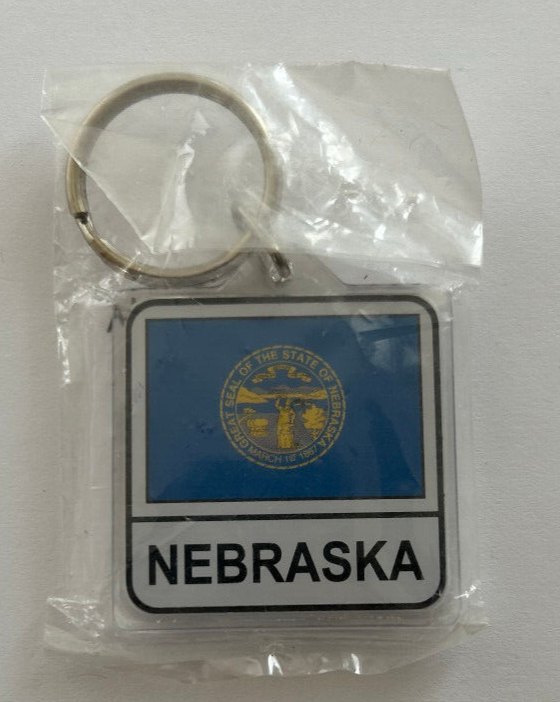 GREAT SEAL OF THE STATE OF NEBRASKA
MARCH 1ST 1867
NEBRASKA